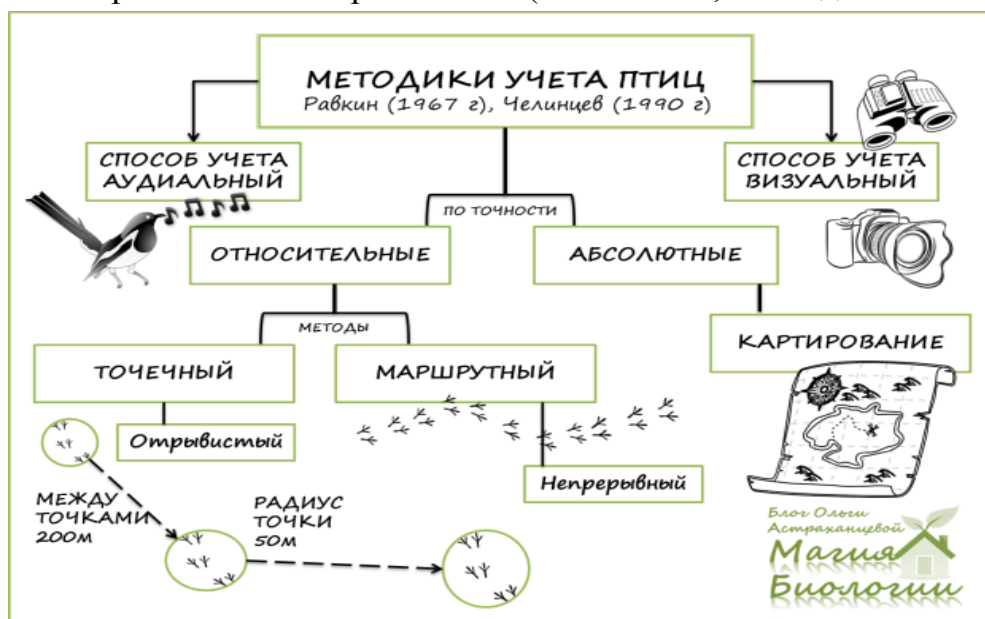 МЕТОДИКИ УЧЕТА ПТИЦ
Равкин (1967 г), Челинцев (1990 г)
СПОСОБ УЧЕТА
АУДИАЛЬНЫЙ
СПОСОБ УЧЕТА
ВИЗУАЛЬНЫЙ
ПО ТОЧНОСТИ
ОТНОСИТЕЛЬНЫЕ
АБСОЛЮТНЫЕ
МЕТОДЫ
КАРТИРОВАНИЕ
ТОЧЕЧНЫЙ
МАРШРУТНЫЙ
Отрывистый
Непрерывный
МЕЖДУ
ТОЧКАМИ
200м
РАДИУС
ТОЧКИ
50м
Блог Ольги
Астраханцевой
Магия
Биологии